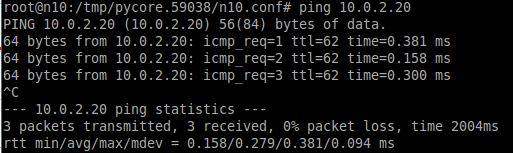 root@n10:/tmp/pycore.59038/n10.conf# ping 10.0.2.20
PING 10.0.2.20 (10.0.2.20) 56(84) bytes of data.
64 bytes from 10.0.2.20: icmp_req=1 ttl=62 time=0.381 ms
64 bytes from 10.0.2.20: icmp_req=2 ttl=62 time=0.158 ms
64 bytes from 10.0.2.20: icmp_req=3 ttl=62 time=0.300 ms
^C
--- 10.0.2.20 ping statistics ---
3 packets transmitted, 3 received, 0% packet loss, time 2004ms
rtt min/avg/max/mdev = 0.158/0.279/0.381/0.094 ms